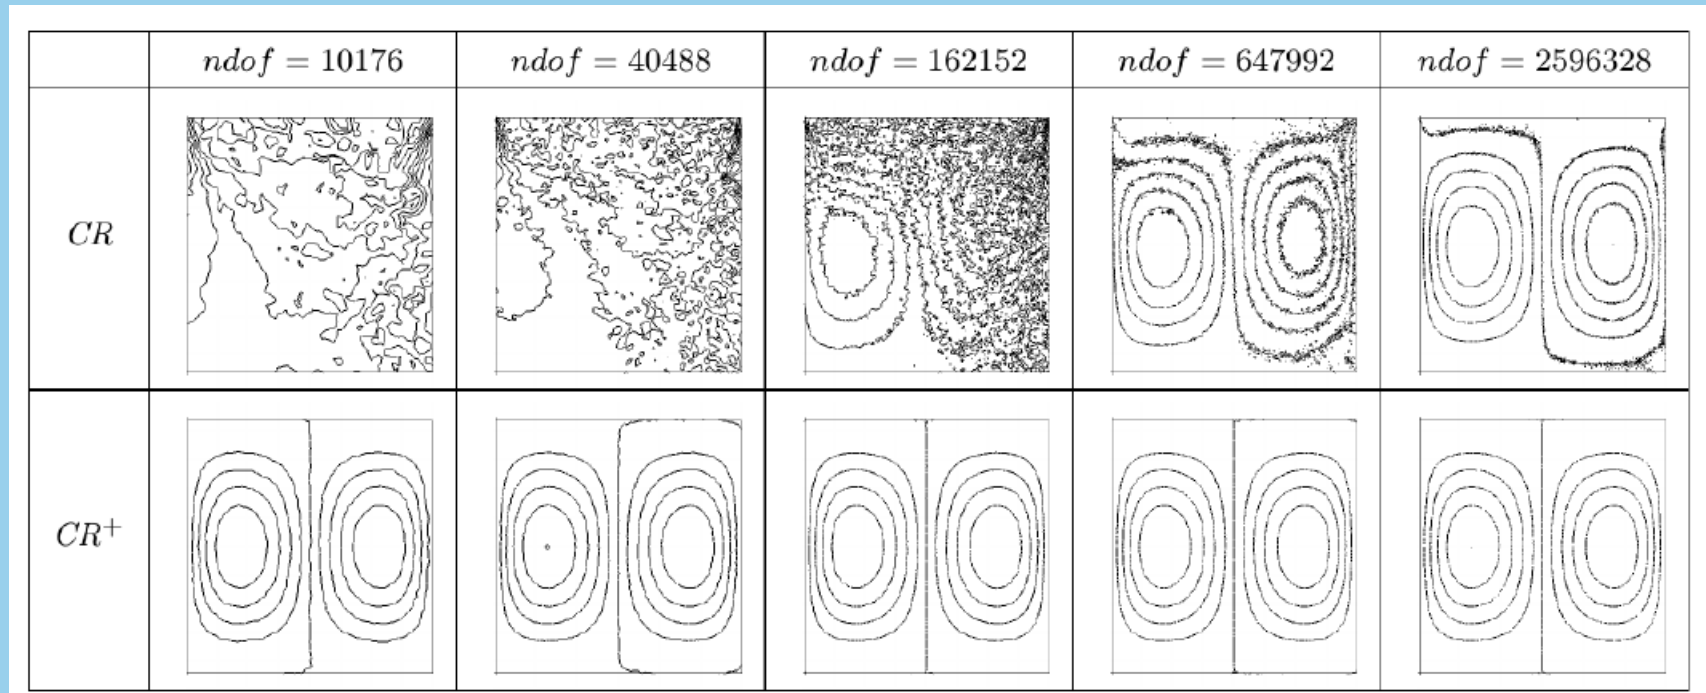 ndof = 10176 ndof = 40488 ndof = 162152 ndof = 647992 ndof = 2596328
CR
CR+